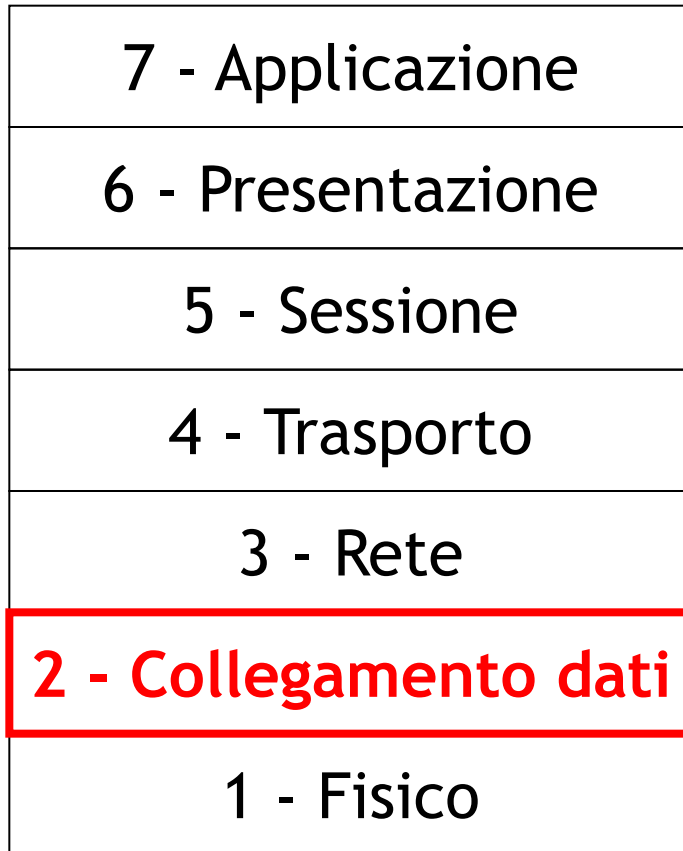 7 - Applicazione
6 - Presentazione
5 - Sessione
4 - Trasporto
3 - Rete
2 - Collegamento dati
1 - Fisico